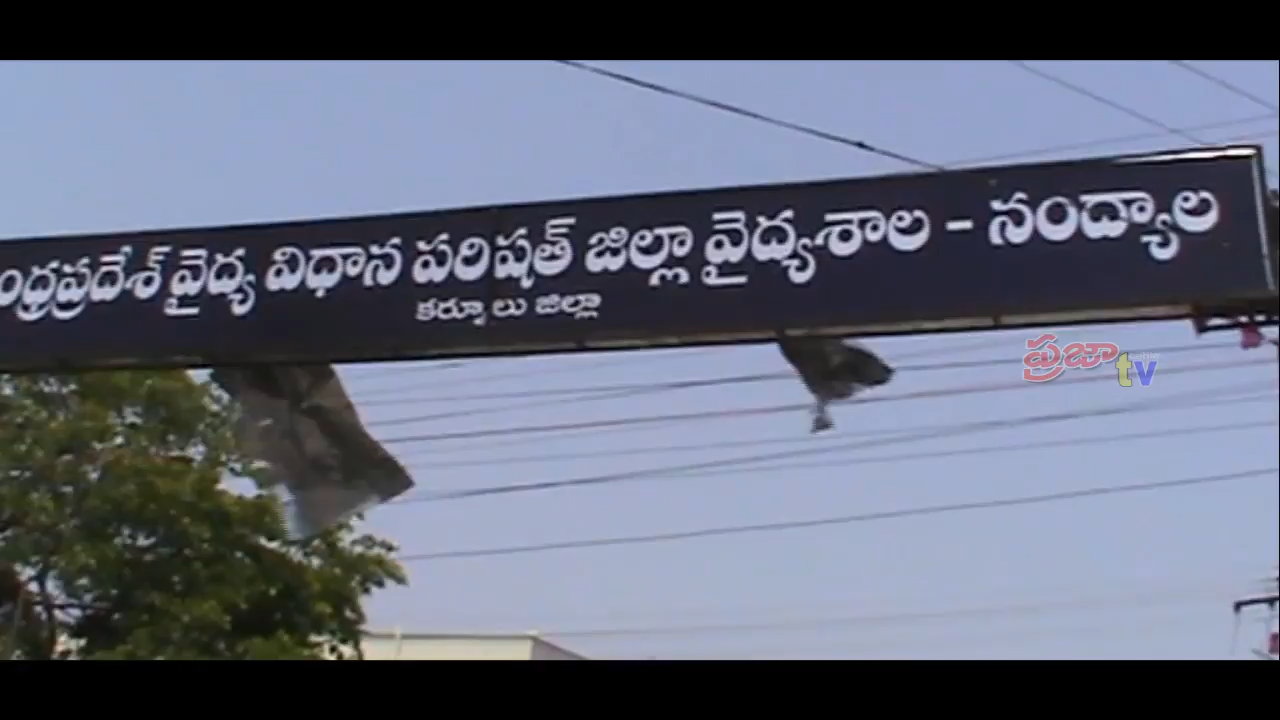 ంధ్రప్రదేశ్ వైద్య విధాన పరిషత్ జిల్లా వైద్యశాల - నంద్యాల
కర్నూలు జిల్లా
ప్రజా tv